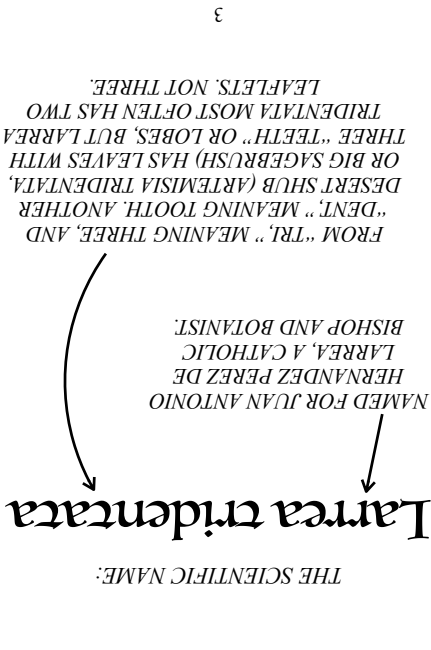 THE SCIENTIFIC NAME:
Larrea tridentata
NAMED FOR JUAN ANTONIO
HERNANDEZ PEREZ DE
LARREA, A CATHOLIC
BISHOP AND BOTANIST.
FROM "TRI," MEANING THREE, AND
"DENT," MEANING TOOTH. ANOTHER
DESERT SHUB (ARTEMISIA TRIDENTATA,
OR BIG SAGEBRUSH) HAS LEAVES WITH
THREE "TEETH" OR LOBES, BUT LARREA
TRIDENTATA MOST OFTEN HAS TWO
LEAFLETS. NOT THREE.
3